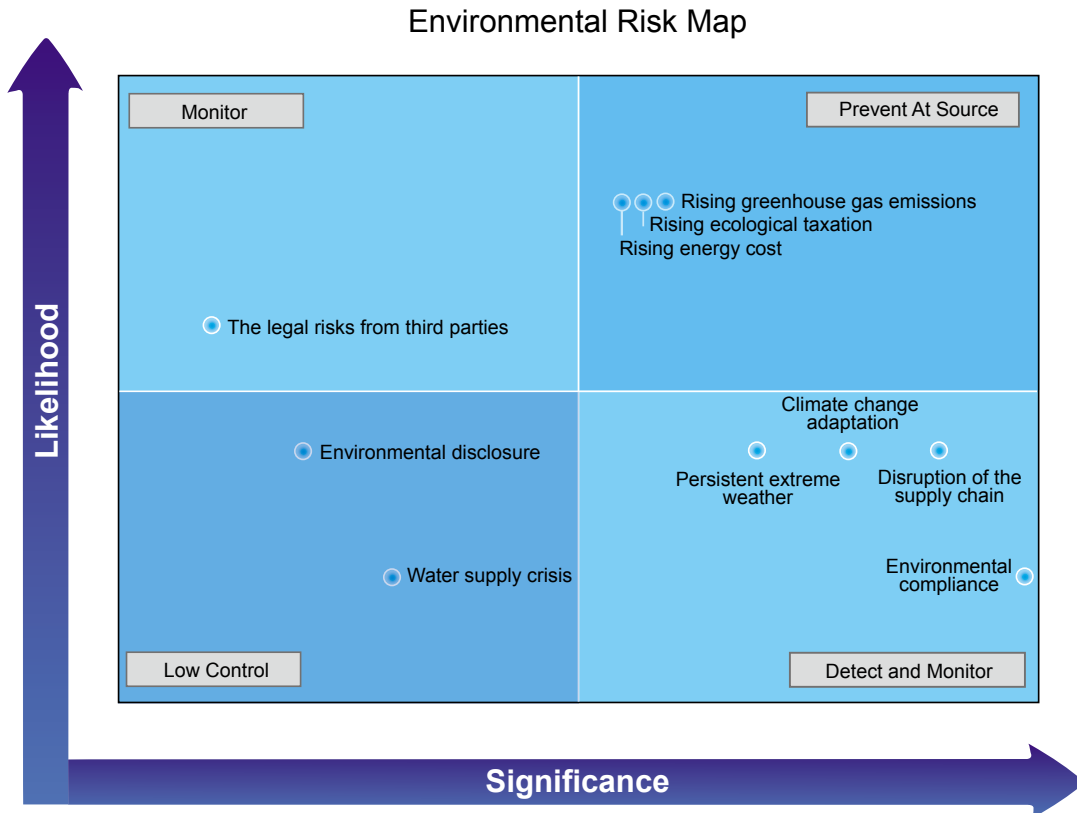 Environmental Risk Map
Monitor
Prevent At Source
Rising greenhouse gas emissions
Rising ecological taxation
Rising energy cost
The legal risks from third parties
Likelihood
Climate change
adaptation
Environmental disclosure
Persistent extreme
weather
Disruption of the
supply chain
Water supply crisis
Environmental
compliance
Low Control
Detect and Monitor
Significance